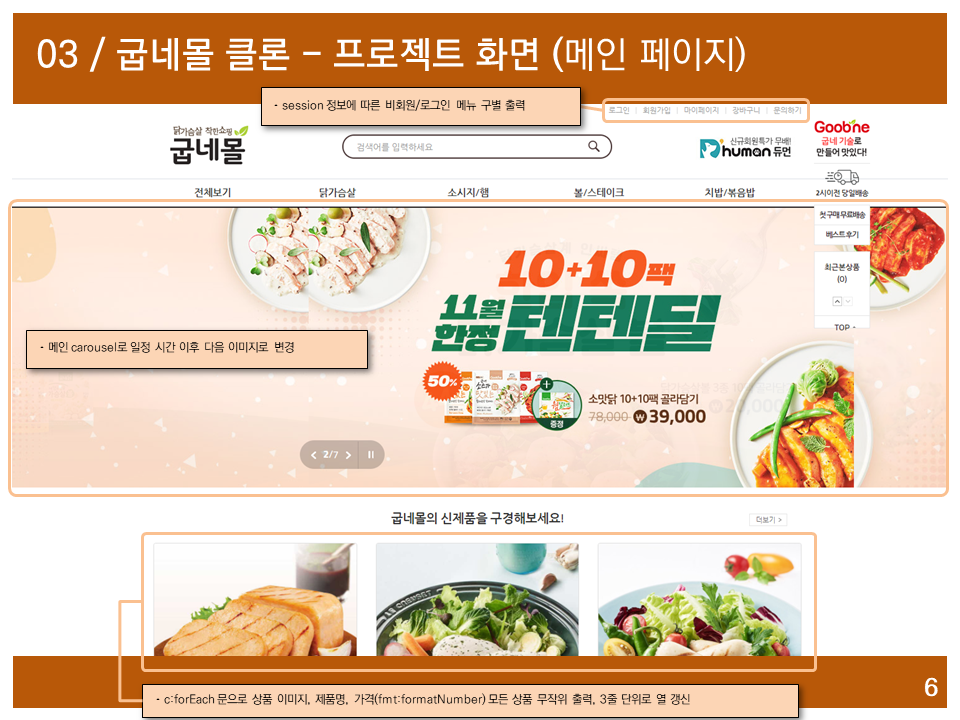 03 / 굽네몰 클론 – 프로젝트 화면 (메인 페이지)
- session 정보에 따른 비회원/로그인 메뉴 구별 출력
로그인 | 회원가입 | 마이페이지 | 장바구니 | 문의하기
닭가슴살 착한쇼핑
굽네몰
검색어를 입력하세요
신규회원특가 무배!
human 듀먼
Goobne
굽네 기술로
만들어 맛있다!
2시이전 당일배송
전체보기 닭가슴살 소시지/햄 볼/스테이크 치밥/볶음밥
첫구매 무료배송
베스트후기
최근본상품
(0)
TOP
10+10팩
11월 한정 텐텐딜
- 메인 carousel로 일정 시간 이후 다음 이미지로 변경
50%
증정
소맛닭 10+10팩 골라담기
78,000 ₩39,000
2/7
굽네몰의 신제품을 구경해보세요!
더보기 >
- c:forEach 문으로 상품 이미지, 제품명, 가격(fmt:formatNumber) 모든 상품 무작위 출력, 3줄 단위로 열 갱신
6